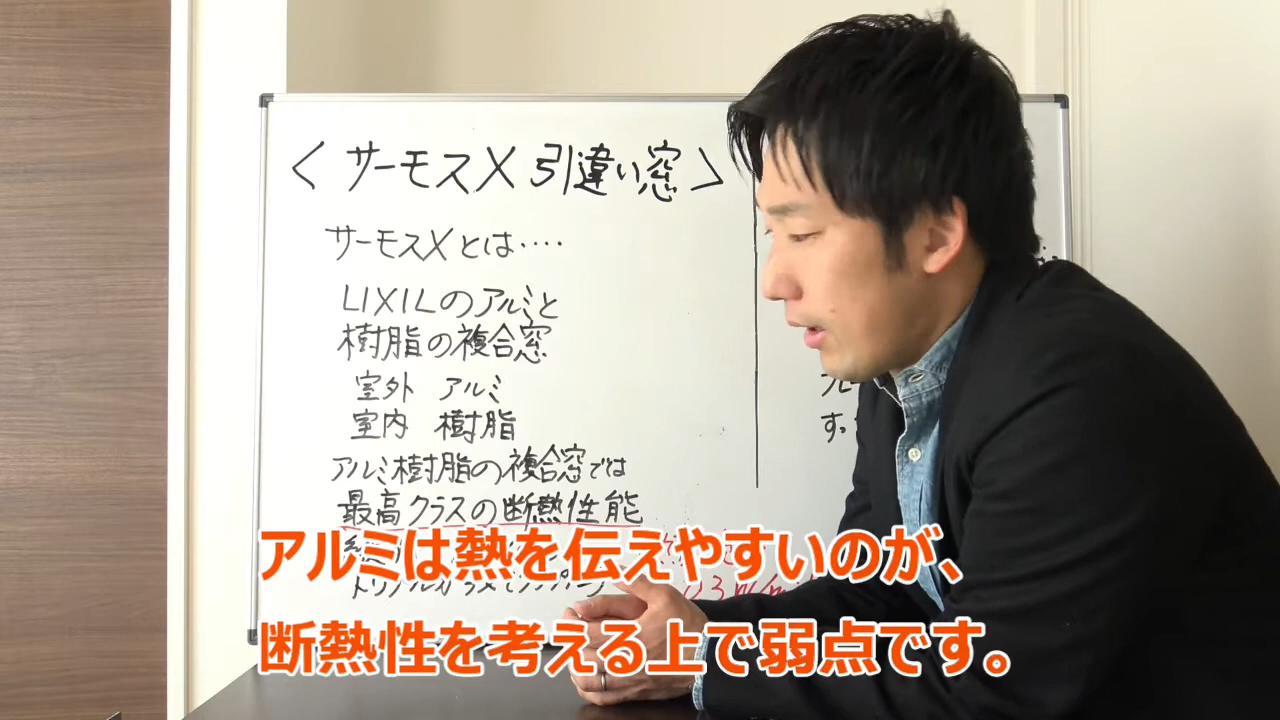 ＜サーモスX 引違い窓＞
サーモスXとは‥‥
LIXILのアルミと
樹脂の複合窓
室外 アルミ
室内 樹脂
アルミ樹脂の複合窓では
最高クラスの断熱性能
アルミは熱を伝えやすいのが、
断熱性を考える上で弱点です。